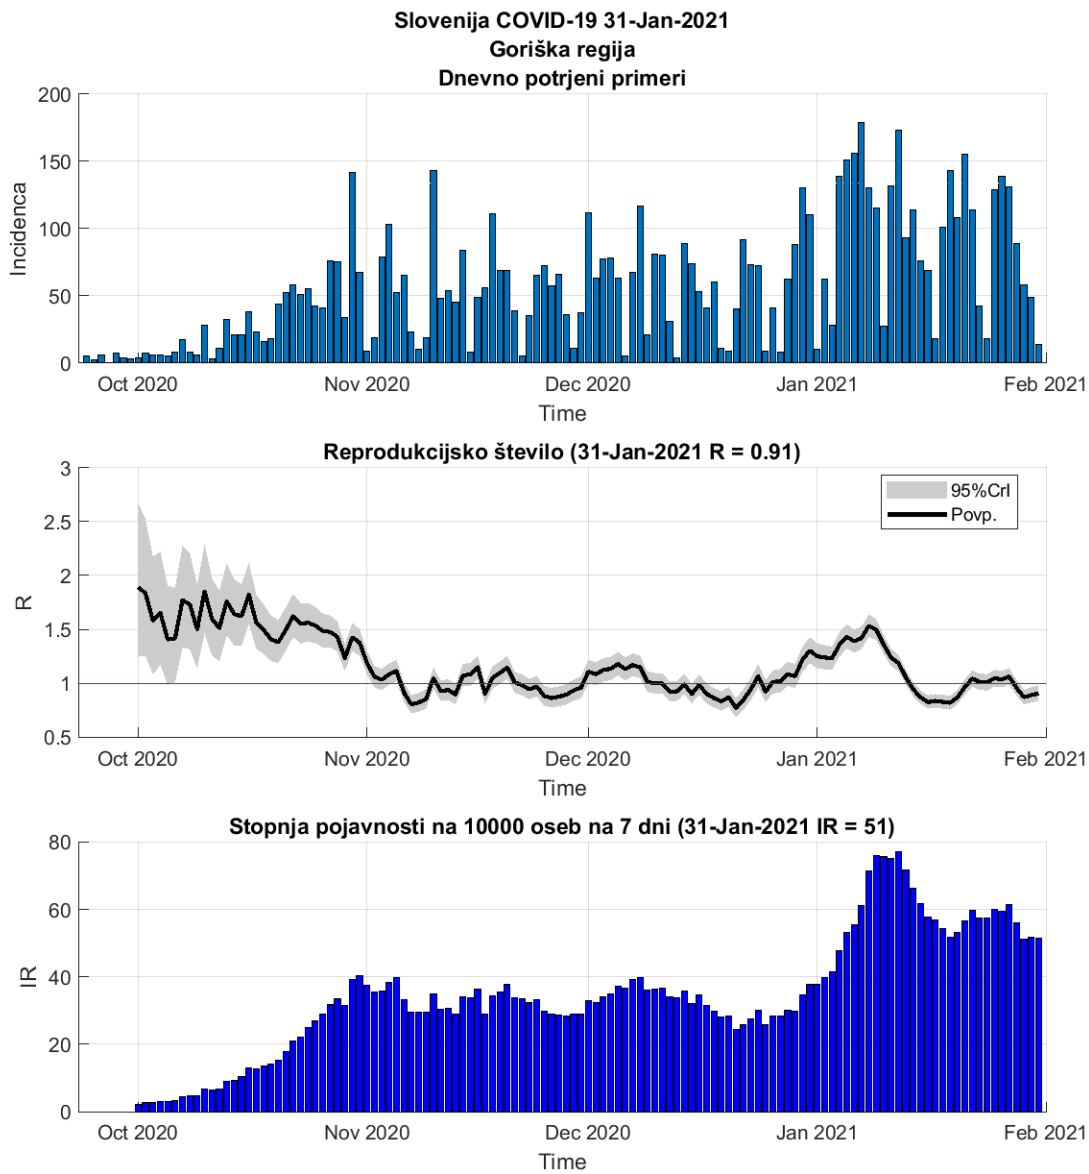 Slovenija COVID-19 31-Jan-2021
Goriška regija
Dnevno potrjeni primeri
200
150
100
50
0
Incidenca
Oct 2020 Nov 2020 Dec 2020 Jan 2021 Feb 2021
Time
Reprodukcijsko število (31-Jan-2021 R = 0.91)
3
2.5
2
1.5
1
0.5
R
95%CrI
Povp.
Oct 2020 Nov 2020 Dec 2020 Jan 2021 Feb 2021
Time
Stopnja pojavnosti na 10000 oseb na 7 dni (31-Jan-2021 IR = 51)
80
60
40
20
0
IR
Oct 2020 Nov 2020 Dec 2020 Jan 2021 Feb 2021
Time